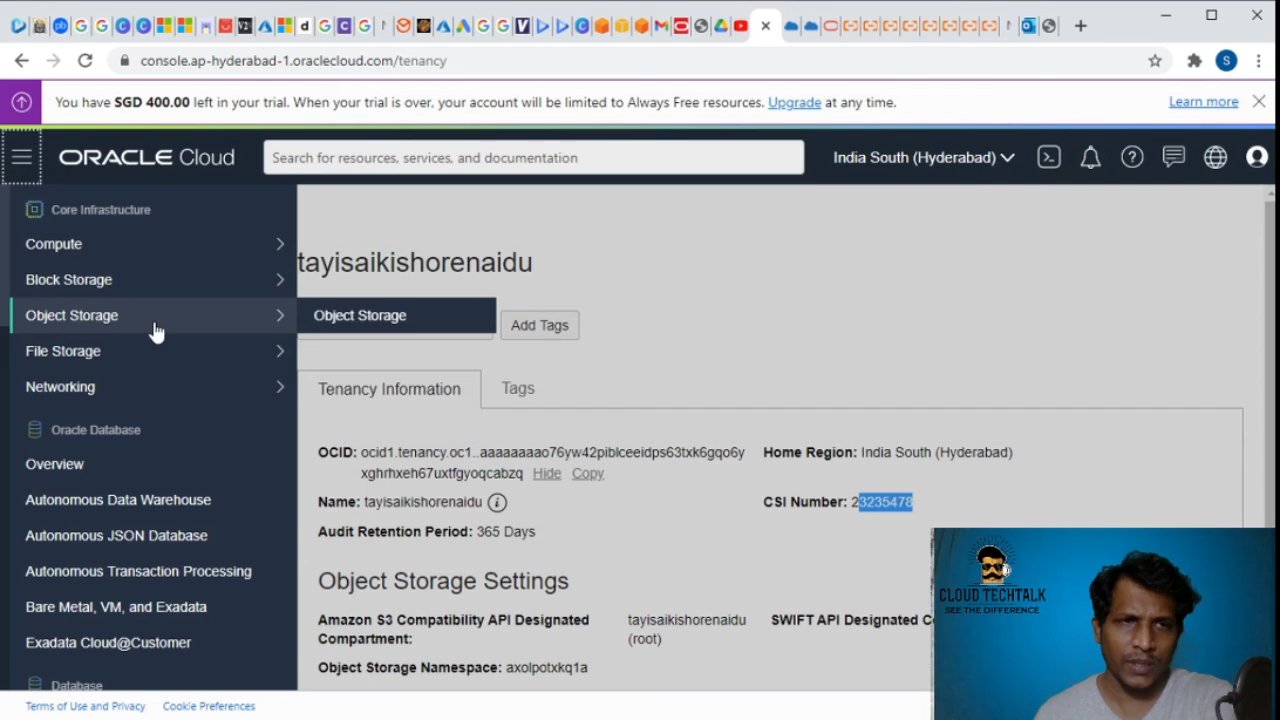 console.ap-hyderabad-1.oraclecloud.com/tenancy
S
You have SGD 400.00 left in your trial. When your trial is over, your account will be limited to Always Free resources. Upgrade at any time.
Learn more
ORACLE Cloud
Search for resources, services, and documentation
India South (Hyderabad)
Core Infrastructure
Compute
Block Storage
Object Storage
File Storage
Networking
Oracle Database
Overview
Autonomous Data Warehouse
Autonomous JSON Database
Autonomous Transaction Processing
Bare Metal, VM, and Exadata
Exadata Cloud@Customer
Database
Object Storage
tayisaikishorenaidu
Add Tags
Tenancy Information
Tags
OCID: ocid1.tenancy.oc1..aaaaaaaao76yw42piblceeidps63txk6gqo6y
xghrhxeh67uxtfgyoqcabzq Hide Copy
Home Region: India South (Hyderabad)
Name: tayisaikishorenaidu
CSI Number: 23235478
Audit Retention Period: 365 Days
Object Storage Settings
Amazon S3 Compatibility API Designated
Compartment:
tayisaikishorenaidu
(root)
SWIFT API Designated
Object Storage Namespace: axolpotxkq1a
CLOUD TECHTALK
SEE THE DIFFERENCE
Terms of Use and Privacy
Cookie Preferences